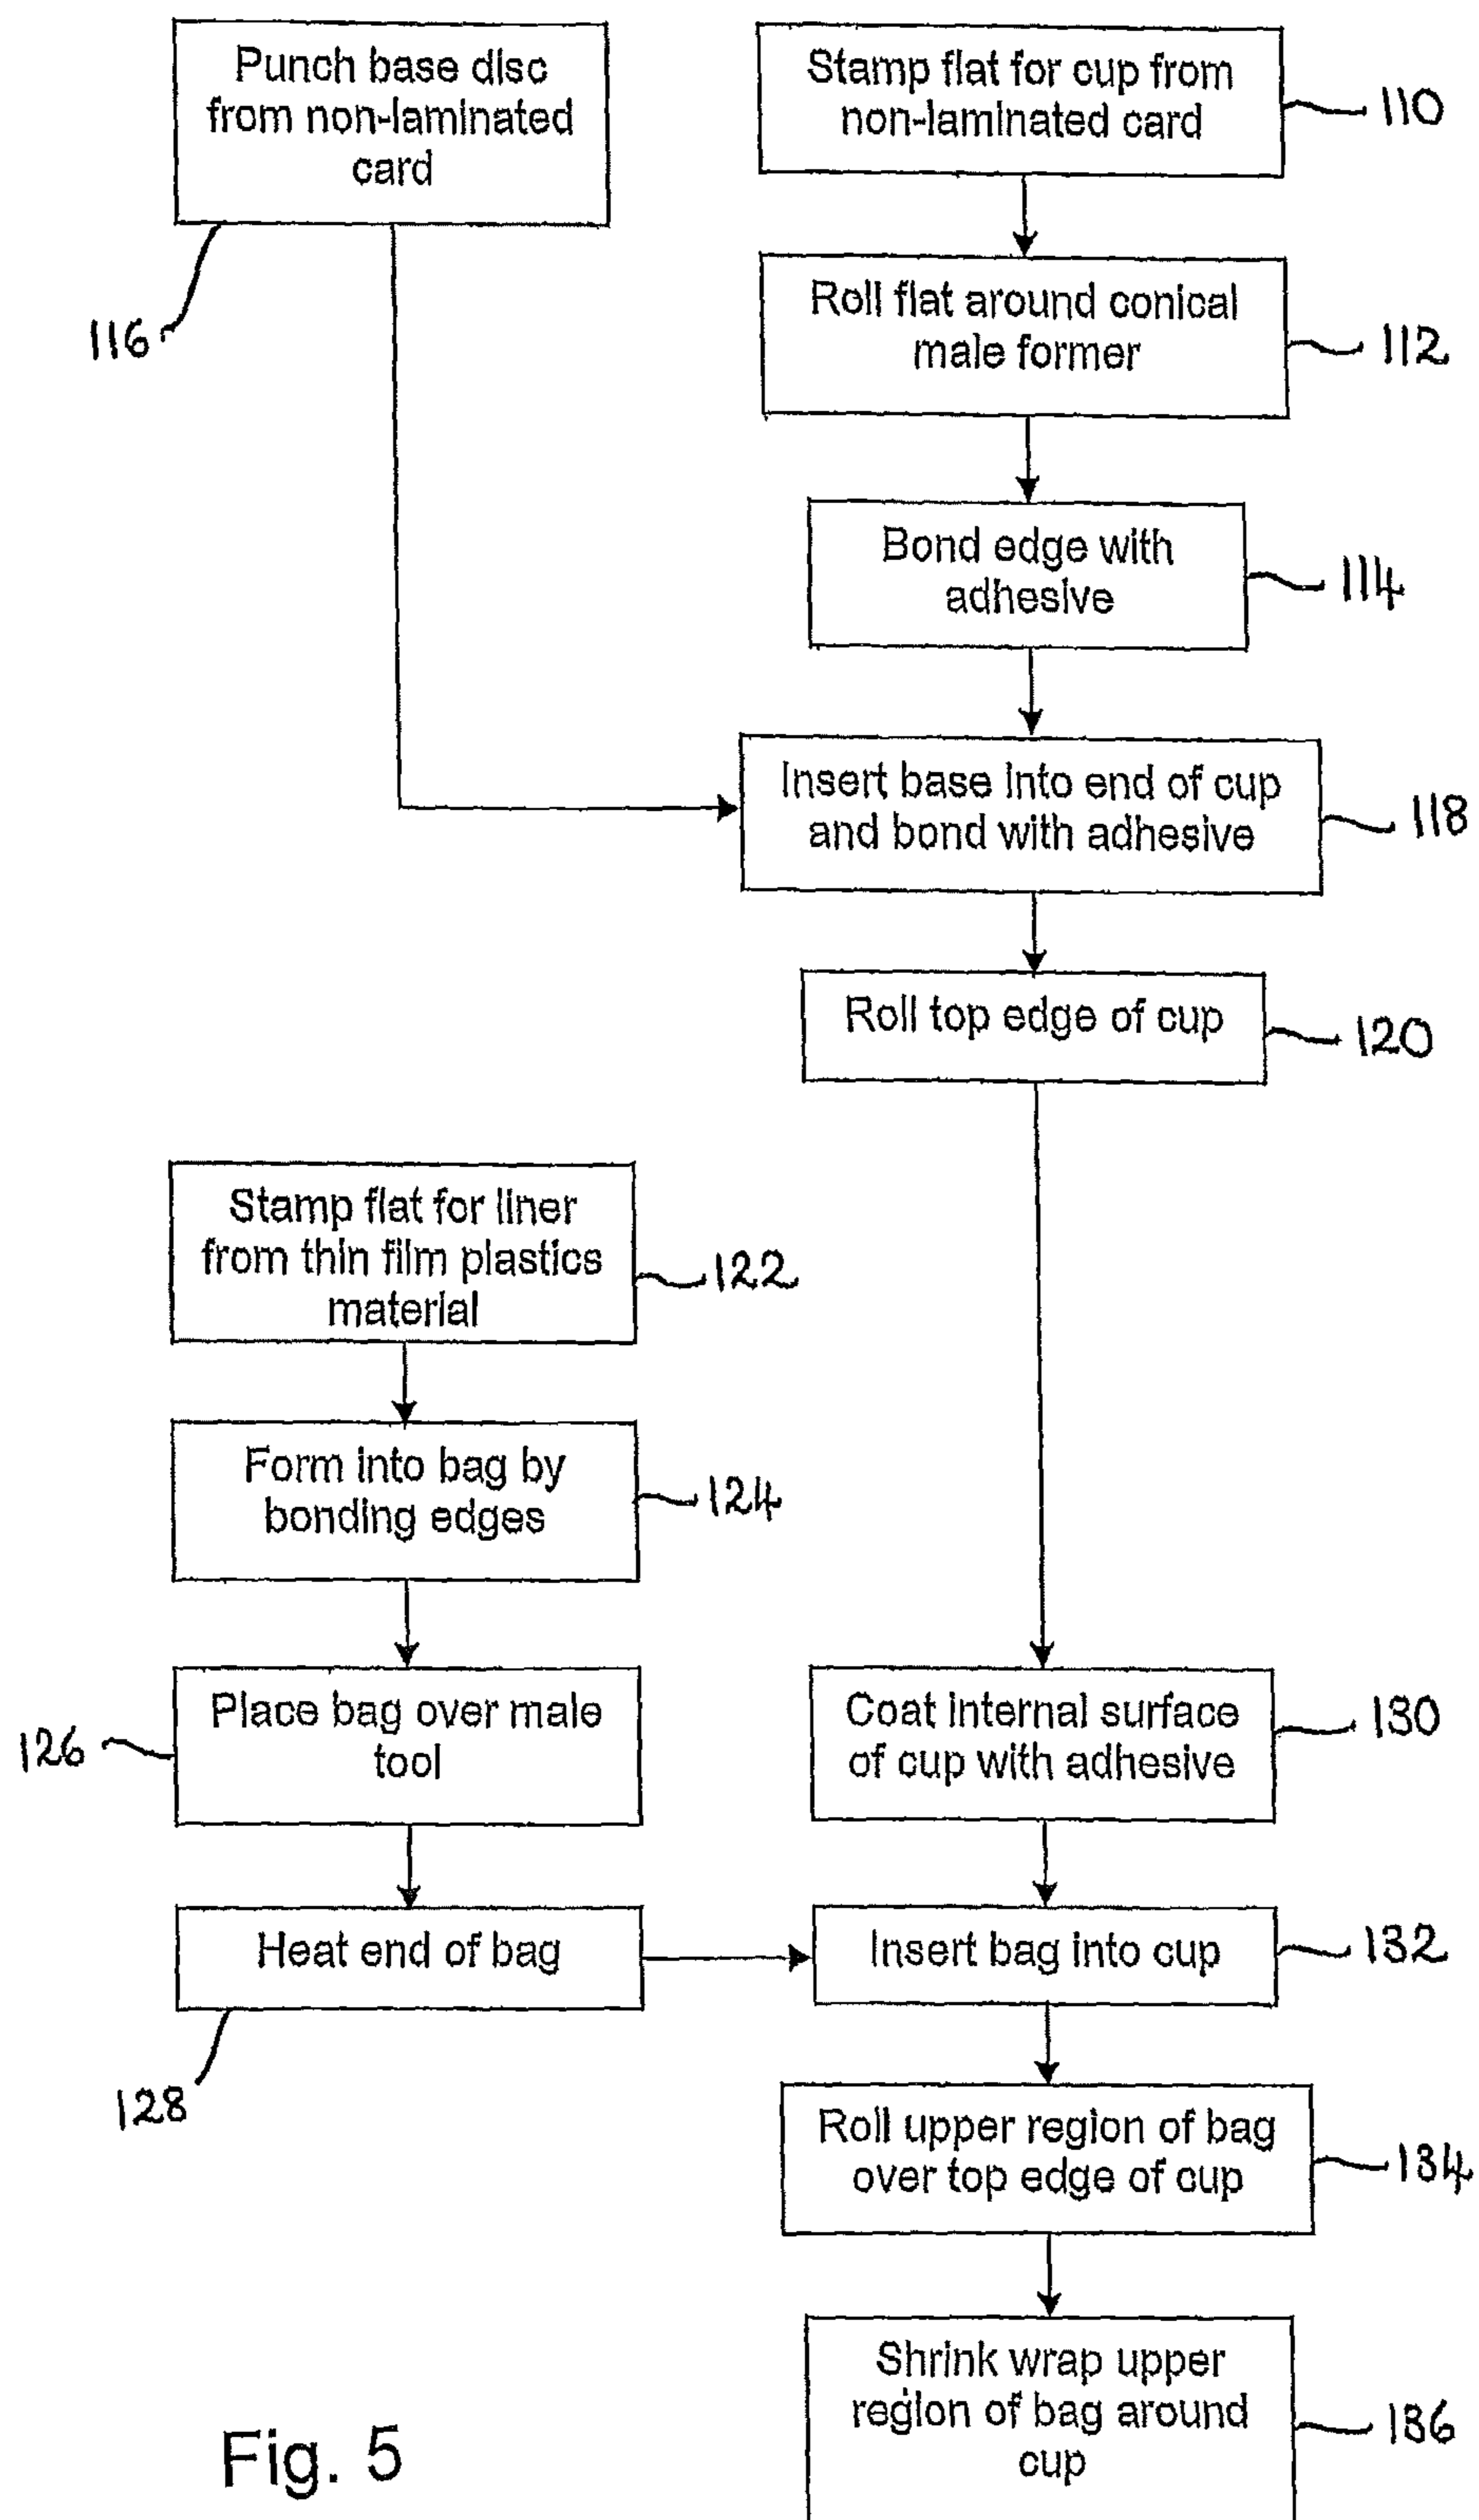 Punch base disc
from non-laminated
card
116
Stamp flat for cup from
non-laminated card
110
Roll flat around conical
male former
112
Bond edge with
adhesive
114
Insert base into end of cup
and bond with adhesive
118
Roll top edge of cup
120
Stamp flat for liner
from thin film plastics
material
122
Form into bag by
bonding edges
124
Place bag over male
tool
126
Heat end of bag
128
Coat internal surface
of cup with adhesive
130
Insert bag into cup
132
Roll upper region of bag
over top edge of cup
134
Shrink wrap upper
region of bag around
cup
136
Fig. 5